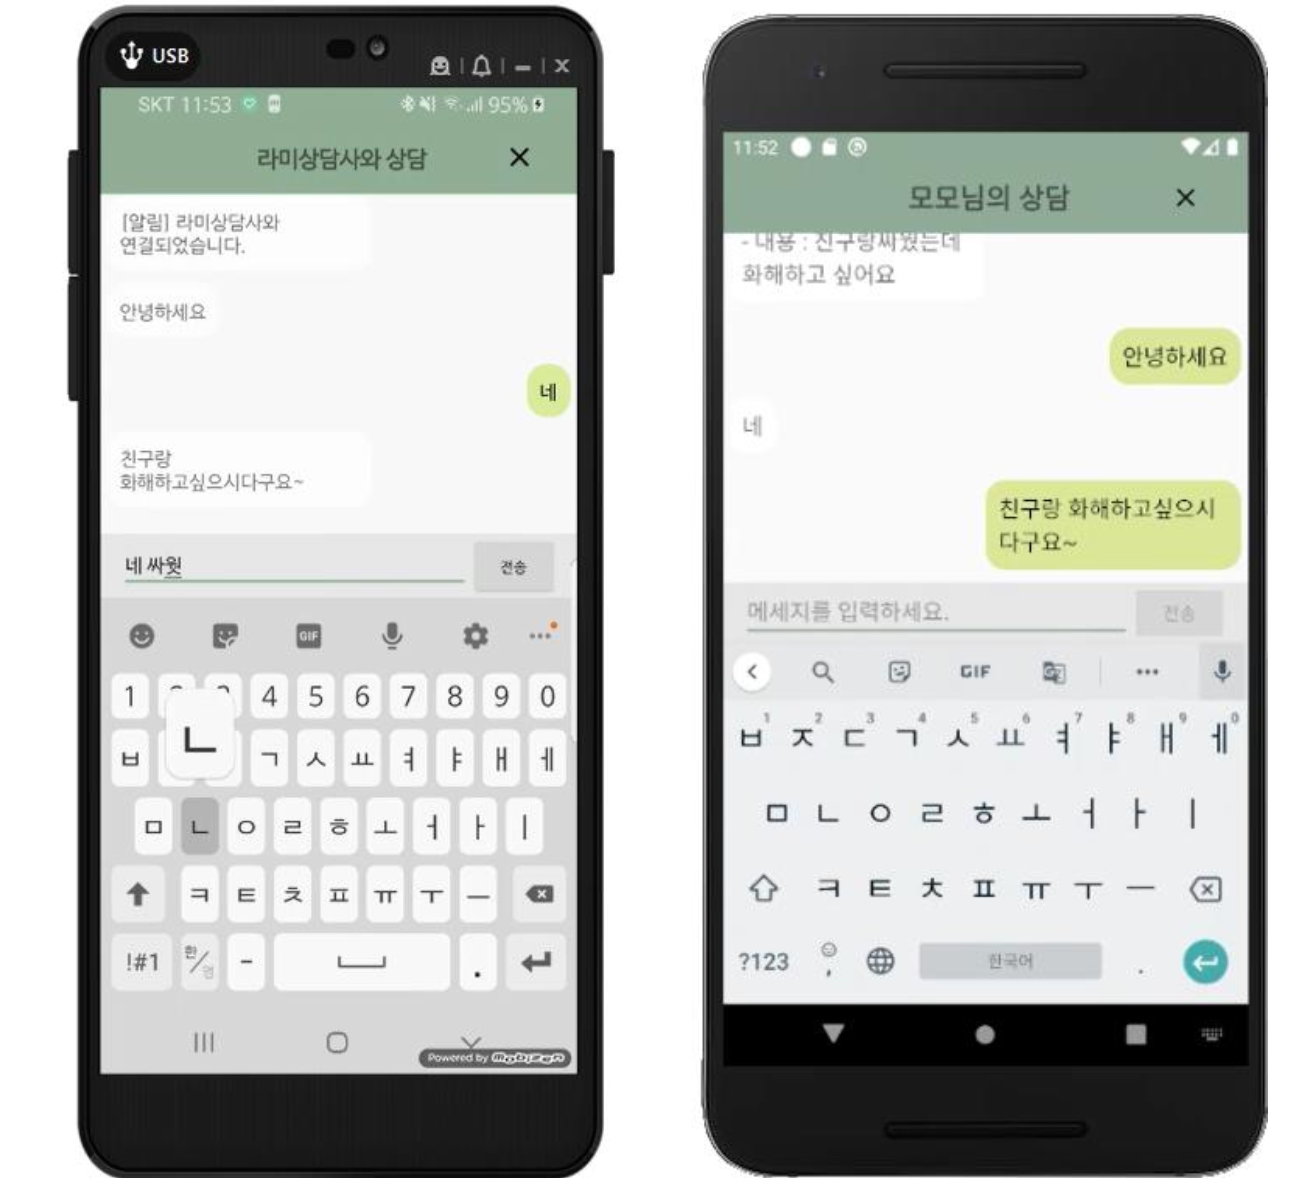 USB
SKT 11:53
95%
라미상담사와 상담
[알림] 라미상담사와
연결되었습니다.
안녕하세요
네
친구랑
화해하고싶으시다구요~
네 싸웟
전송
GIF
1 4 5 6 7 8 9 0
ㄴ
ㅂ ㄱ ㅅ ㅛ ㅕ ㅑ ㅐ ㅔ
ㅁ ㄴ ㅇ ㄹ ㅎ ㅗ ㅓ ㅏ ㅣ
ㅋ ㅌ ㅊ ㅍ ㅠ ㅜ ㅡ
!#1 한/영 - .
Powered by Mobizen
11:52
모모님의 상담
- 내용 : 친구랑싸웠는데
화해하고 싶어요
안녕하세요
네
친구랑 화해하고싶으시
다구요~
메세지를 입력하세요.
전송
GIF
1 2 3 4 5 6 7 8 9 0
ㅂ ㅈ ㄷ ㄱ ㅅ ㅛ ㅕ ㅑ ㅐ ㅔ
ㅁ ㄴ ㅇ ㄹ ㅎ ㅗ ㅓ ㅏ ㅣ
ㅋ ㅌ ㅊ ㅍ ㅠ ㅜ ㅡ
?123 , 한국어 .